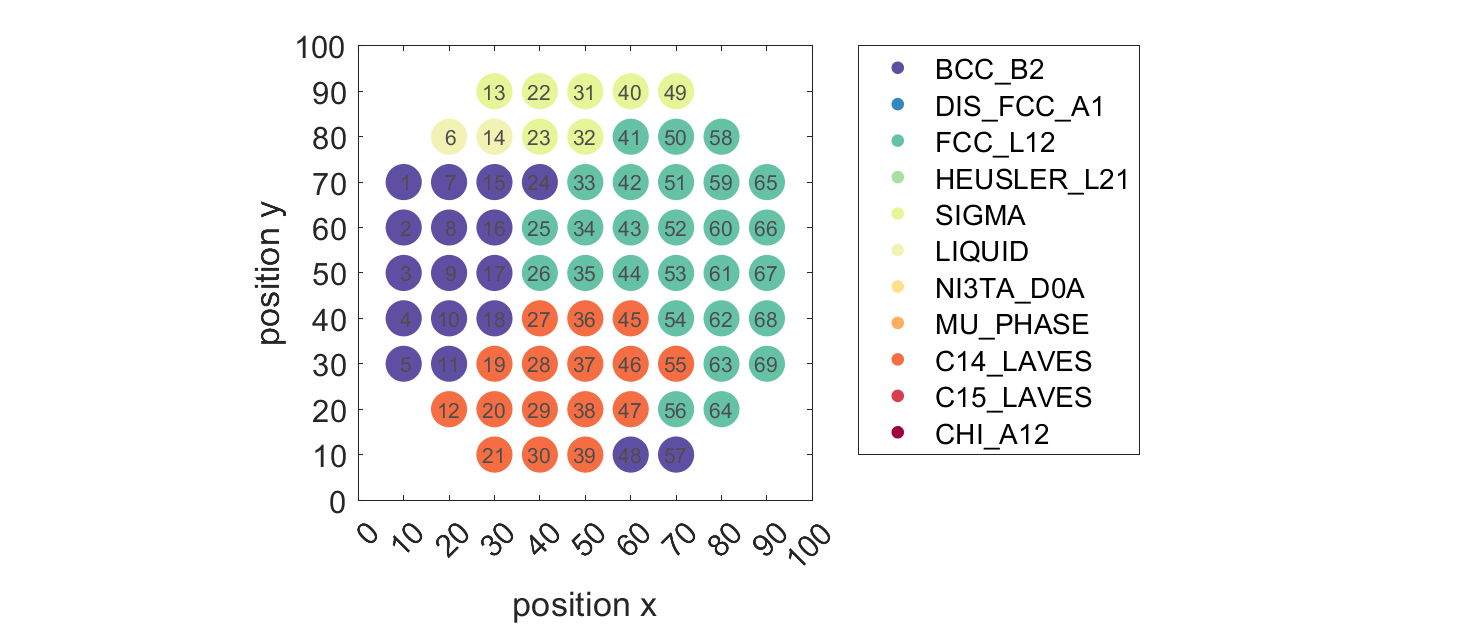 100
90
80
70
60
50
40
30
20
10
0
position y
13 22 31 40 49
6 14 23 32 41 50 58
1 7 15 24 33 42 51 59 65
2 8 16 25 34 43 52 60 66
3 9 17 26 35 44 53 61 67
4 10 18 27 36 45 54 62 68
5 11 19 28 37 46 55 63 69
12 20 29 38 47 56 64
21 30 39 48 57
0 10 20 30 40 50 60 70 80 90 100
position x
BCC_B2
DIS_FCC_A1
FCC_L12
HEUSLER_L21
SIGMA
LIQUID
NI3TA_D0A
MU_PHASE
C14_LAVES
C15_LAVES
CHI_A12